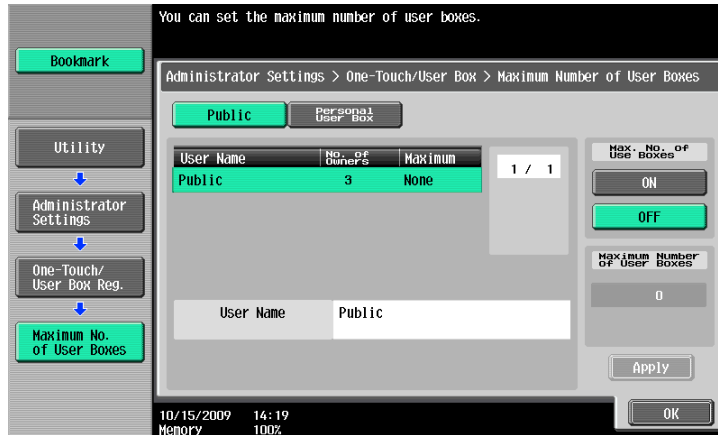 You can set the maximum number of user boxes.
Bookmark
Administrator Settings > One-Touch/User Box > Maximum Number of User Boxes
Public
Personal
User Box
Utility
Administrator
Settings
One-Touch/
User Box Reg.
Maximum No.
of User Boxes
User Name
No. of
Owners
Maximum
Public
3
None
1 / 1
Max. No. of
Use Boxes
ON
OFF
Maximum Number
of User Boxes
0
User Name
Public
Apply
OK
10/15/2009 14:19
Memory 100%